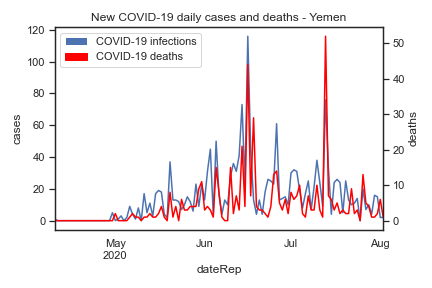 New COVID-19 daily cases and deaths - Yemen
COVID-19 infections
COVID-19 deaths
120
100
80
60
40
20
0
cases
50
40
30
20
10
0
deaths
May
2020
Jun
Jul
Aug
dateRep